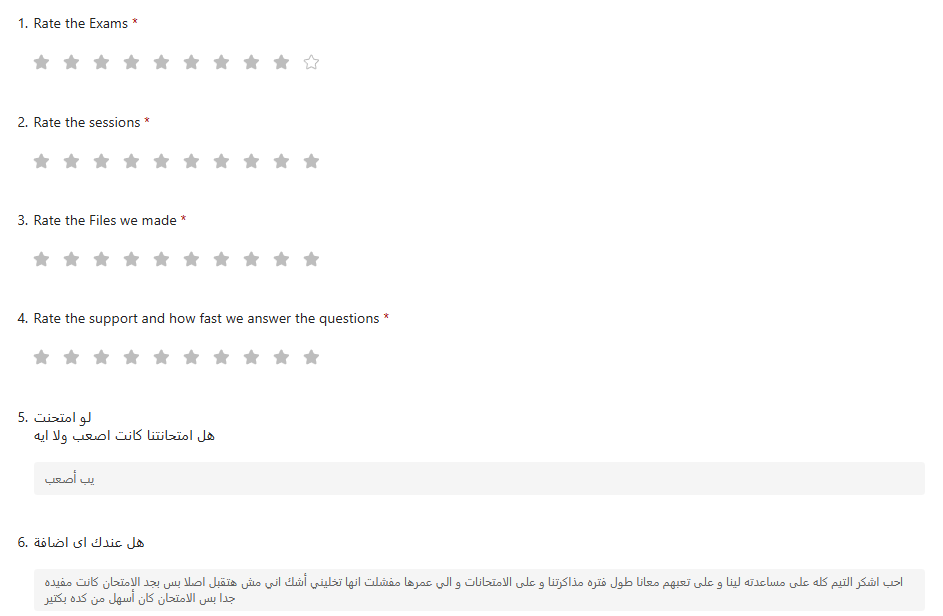 1. Rate the Exams *
2. Rate the sessions *
3. Rate the Files we made *
4. Rate the support and how fast we answer the questions *
5. لو امتحنت
هل امتحانتنا كانت اصعب ولا ايه
يب أصعب
6. هل عندك اى اضافة
احب اشكر التيم كله على مساعدته لينا و على تعبهم معانا طول فتره مذاكرتنا و على الامتحانات و الي عمرها مفشلت انها تخليني أشك اني مش هتقبل اصلا بس بجد الامتحان كانت مفيده
جدا بس الامتحان كان أسهل من كده بكتير